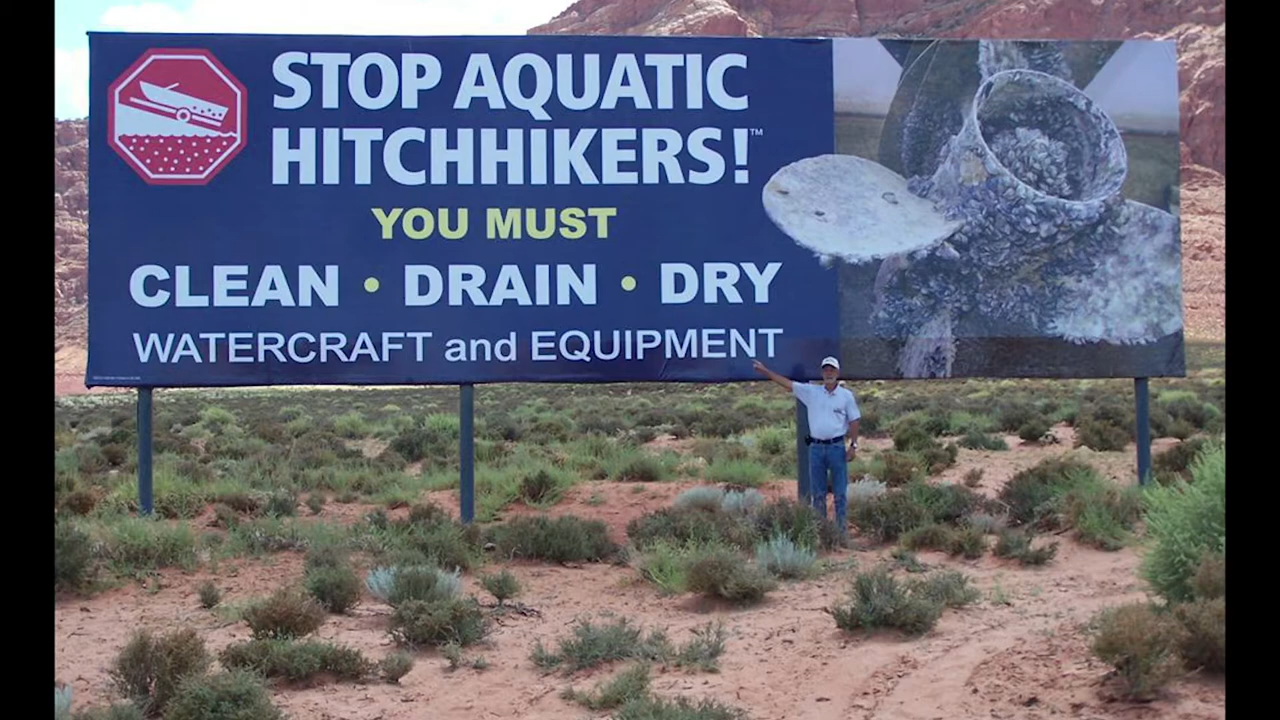 STOP AQUATIC
HITCHHIKERS!™
YOU MUST
CLEAN • DRAIN • DRY
WATERCRAFT and EQUIPMENT